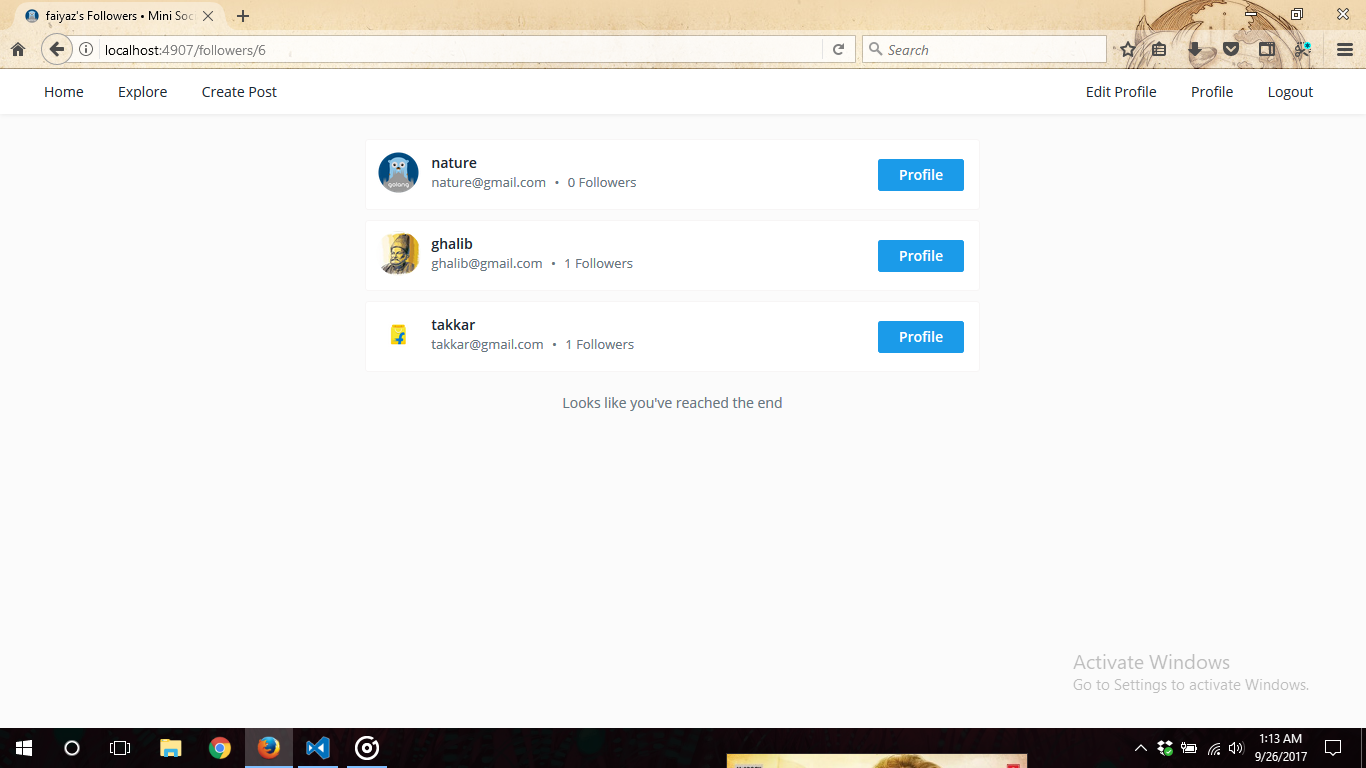 faiyaz's Followers • Mini Soc
localhost:4907/followers/6
Search
Home Explore Create Post Edit Profile Profile Logout
nature
nature@gmail.com • 0 Followers
Profile
golang
ghalib
ghalib@gmail.com • 1 Followers
Profile
takkar
takkar@gmail.com • 1 Followers
Profile
Looks like you've reached the end
Activate Windows
Go to Settings to activate Windows.
1:13 AM
9/26/2017